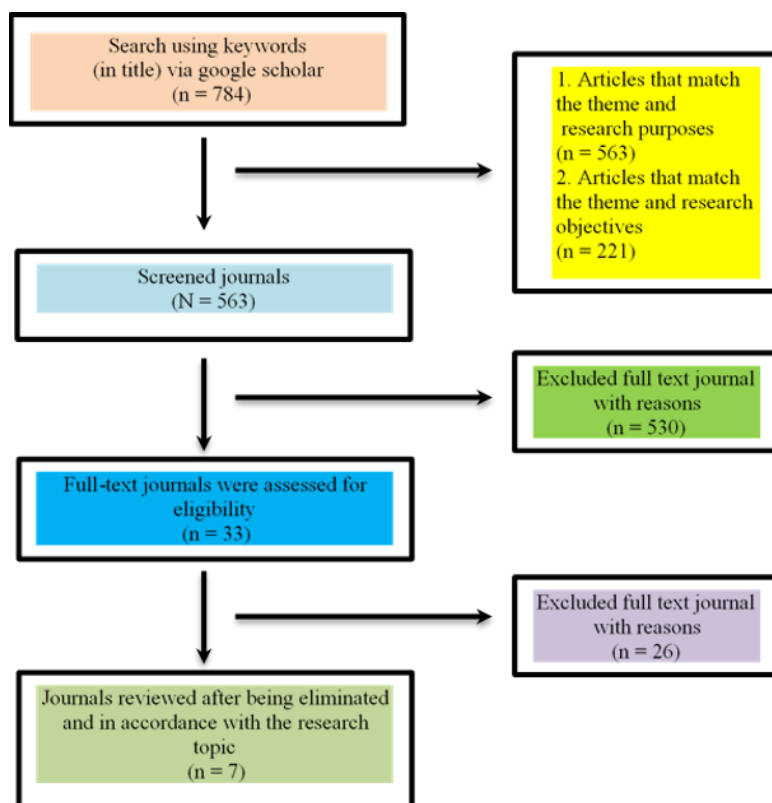 Search using keywords
(in title) via google scholar
(n = 784)
1. Articles that match
the theme and
research purposes
(n = 563)
2. Articles that match
the theme and research
objectives
(n = 221)
Screened journals
(N = 563)
Excluded full text journal
with reasons
(n = 530)
Full-text journals were assessed for
eligibility
(n = 33)
Excluded full text journal
with reasons
(n = 26)
Journals reviewed after being eliminated
and in accordance with the research
topic
(n = 7)